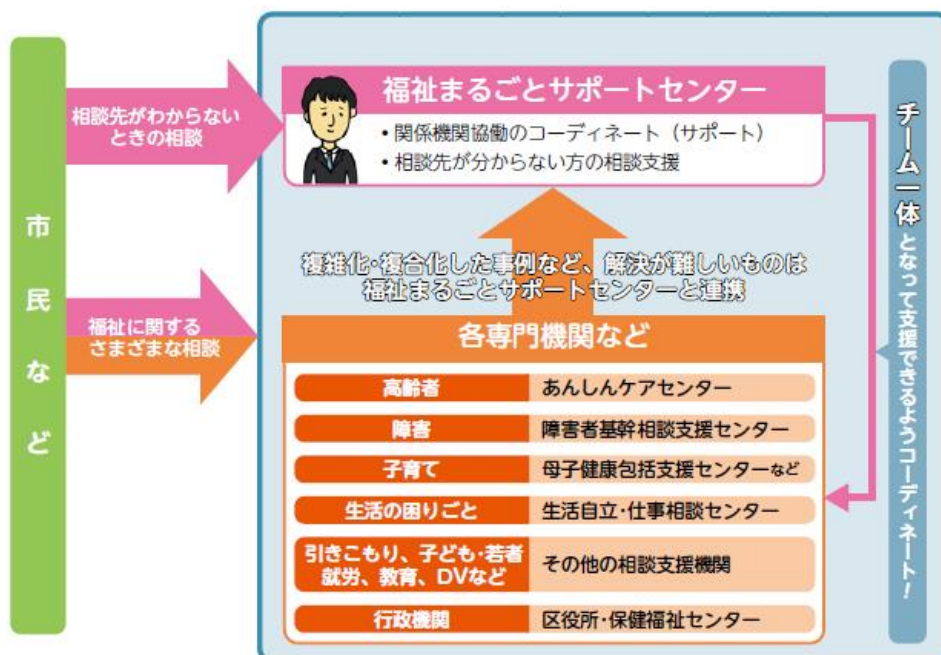 市民など
相談先がわからない
ときの相談
福祉に関する
さまざまな相談
福祉まるごとサポートセンター
・関係機関協働のコーディネート（サポート）
・相談先が分からない方の相談支援
複雑化・複合化した事例など、解決が難しいものは
福祉まるごとサポートセンターと連携
各専門機関など
高齢者 あんしんケアセンター
障害 障害者基幹相談支援センター
子育て 母子健康包括支援センターなど
生活の困りごと 生活自立・仕事相談センター
引きこもり、子ども・若者
就労、教育、DVなど
その他の相談支援機関
行政機関 区役所・保健福祉センター
チーム一体となって支援できるようコーディネート！